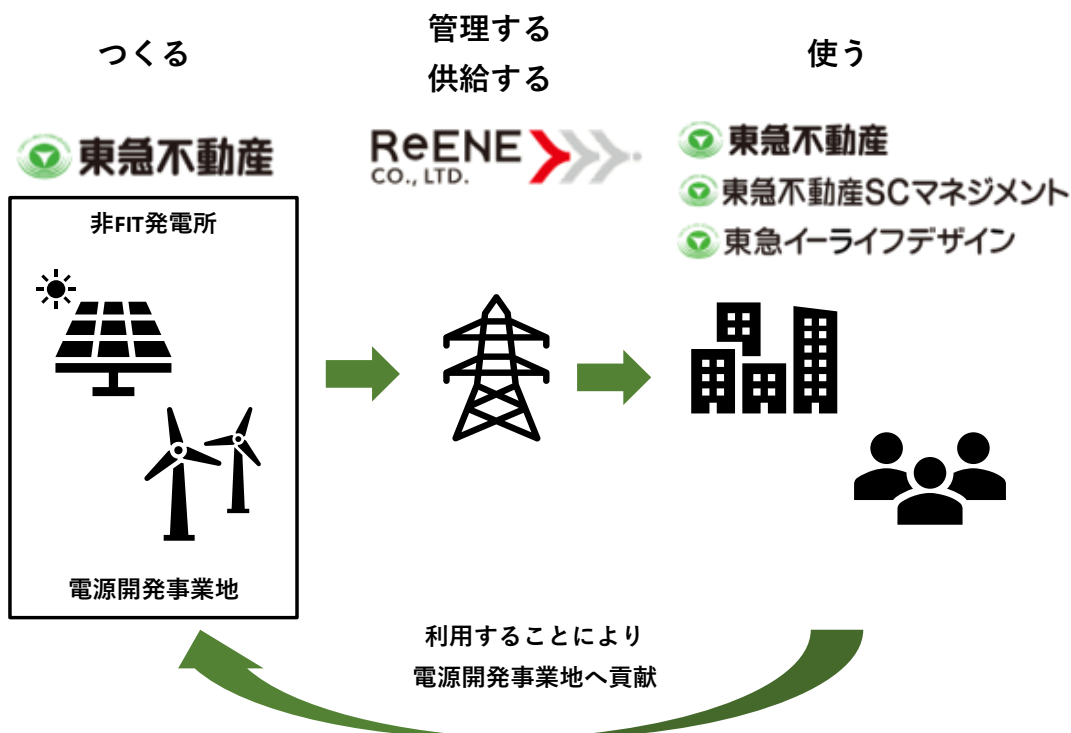 つくる
管理する
供給する
使う
東急不動産
ReENE
CO., LTD.
東急不動産
東急不動産SCマネジメント
東急イーライフデザイン
非FIT発電所
電源開発事業地
利用することにより
電源開発事業地へ貢献